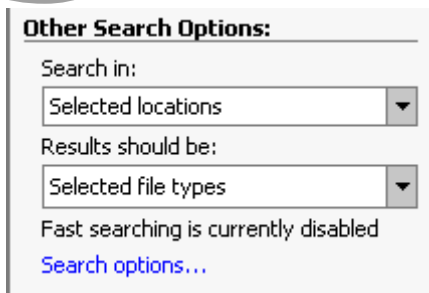 Other Search Options:
Search in:
Selected locations
Results should be:
Selected file types
Fast searching is currently disabled
Search options...